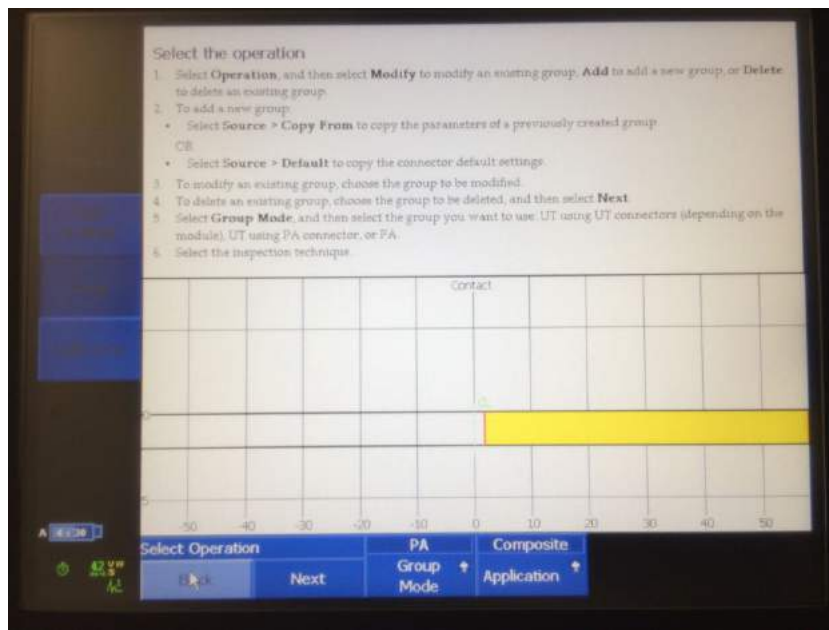 Select the operation
1. Select Operation, and then select Modify to modify an existing group, Add to add a new group, or Delete
to delete an existing group.
2. To add a new group:
• Select Source > Copy From to copy the parameters of a previously created group
OR
• Select Source > Default to copy the connector default settings.
3. To modify an existing group, choose the group to be modified.
4. To delete an existing group, choose the group to be deleted, and then select Next.
5. Select Group Mode, and then select the group you want to use: UT using UT connectors (depending on the
module), UT using PA connector, or PA.
6. Select the inspection technique.
Contact
0
5
-50 -40 -30 -20 -10 0 10 20 30 40 50
A
Select Operation PA Composite
Back Next Group Mode Application